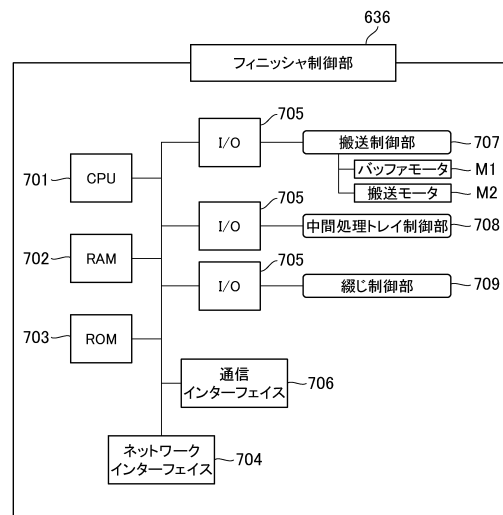 636
フィニッシャ制御部
705
I/O
搬送制御部
707
701
CPU
バッファモータ
M1
搬送モータ
M2
705
I/O
中間処理トレイ制御部
708
702
RAM
705
I/O
綴じ制御部
709
703
ROM
通信
インターフェイス
706
ネットワーク
インターフェイス
704